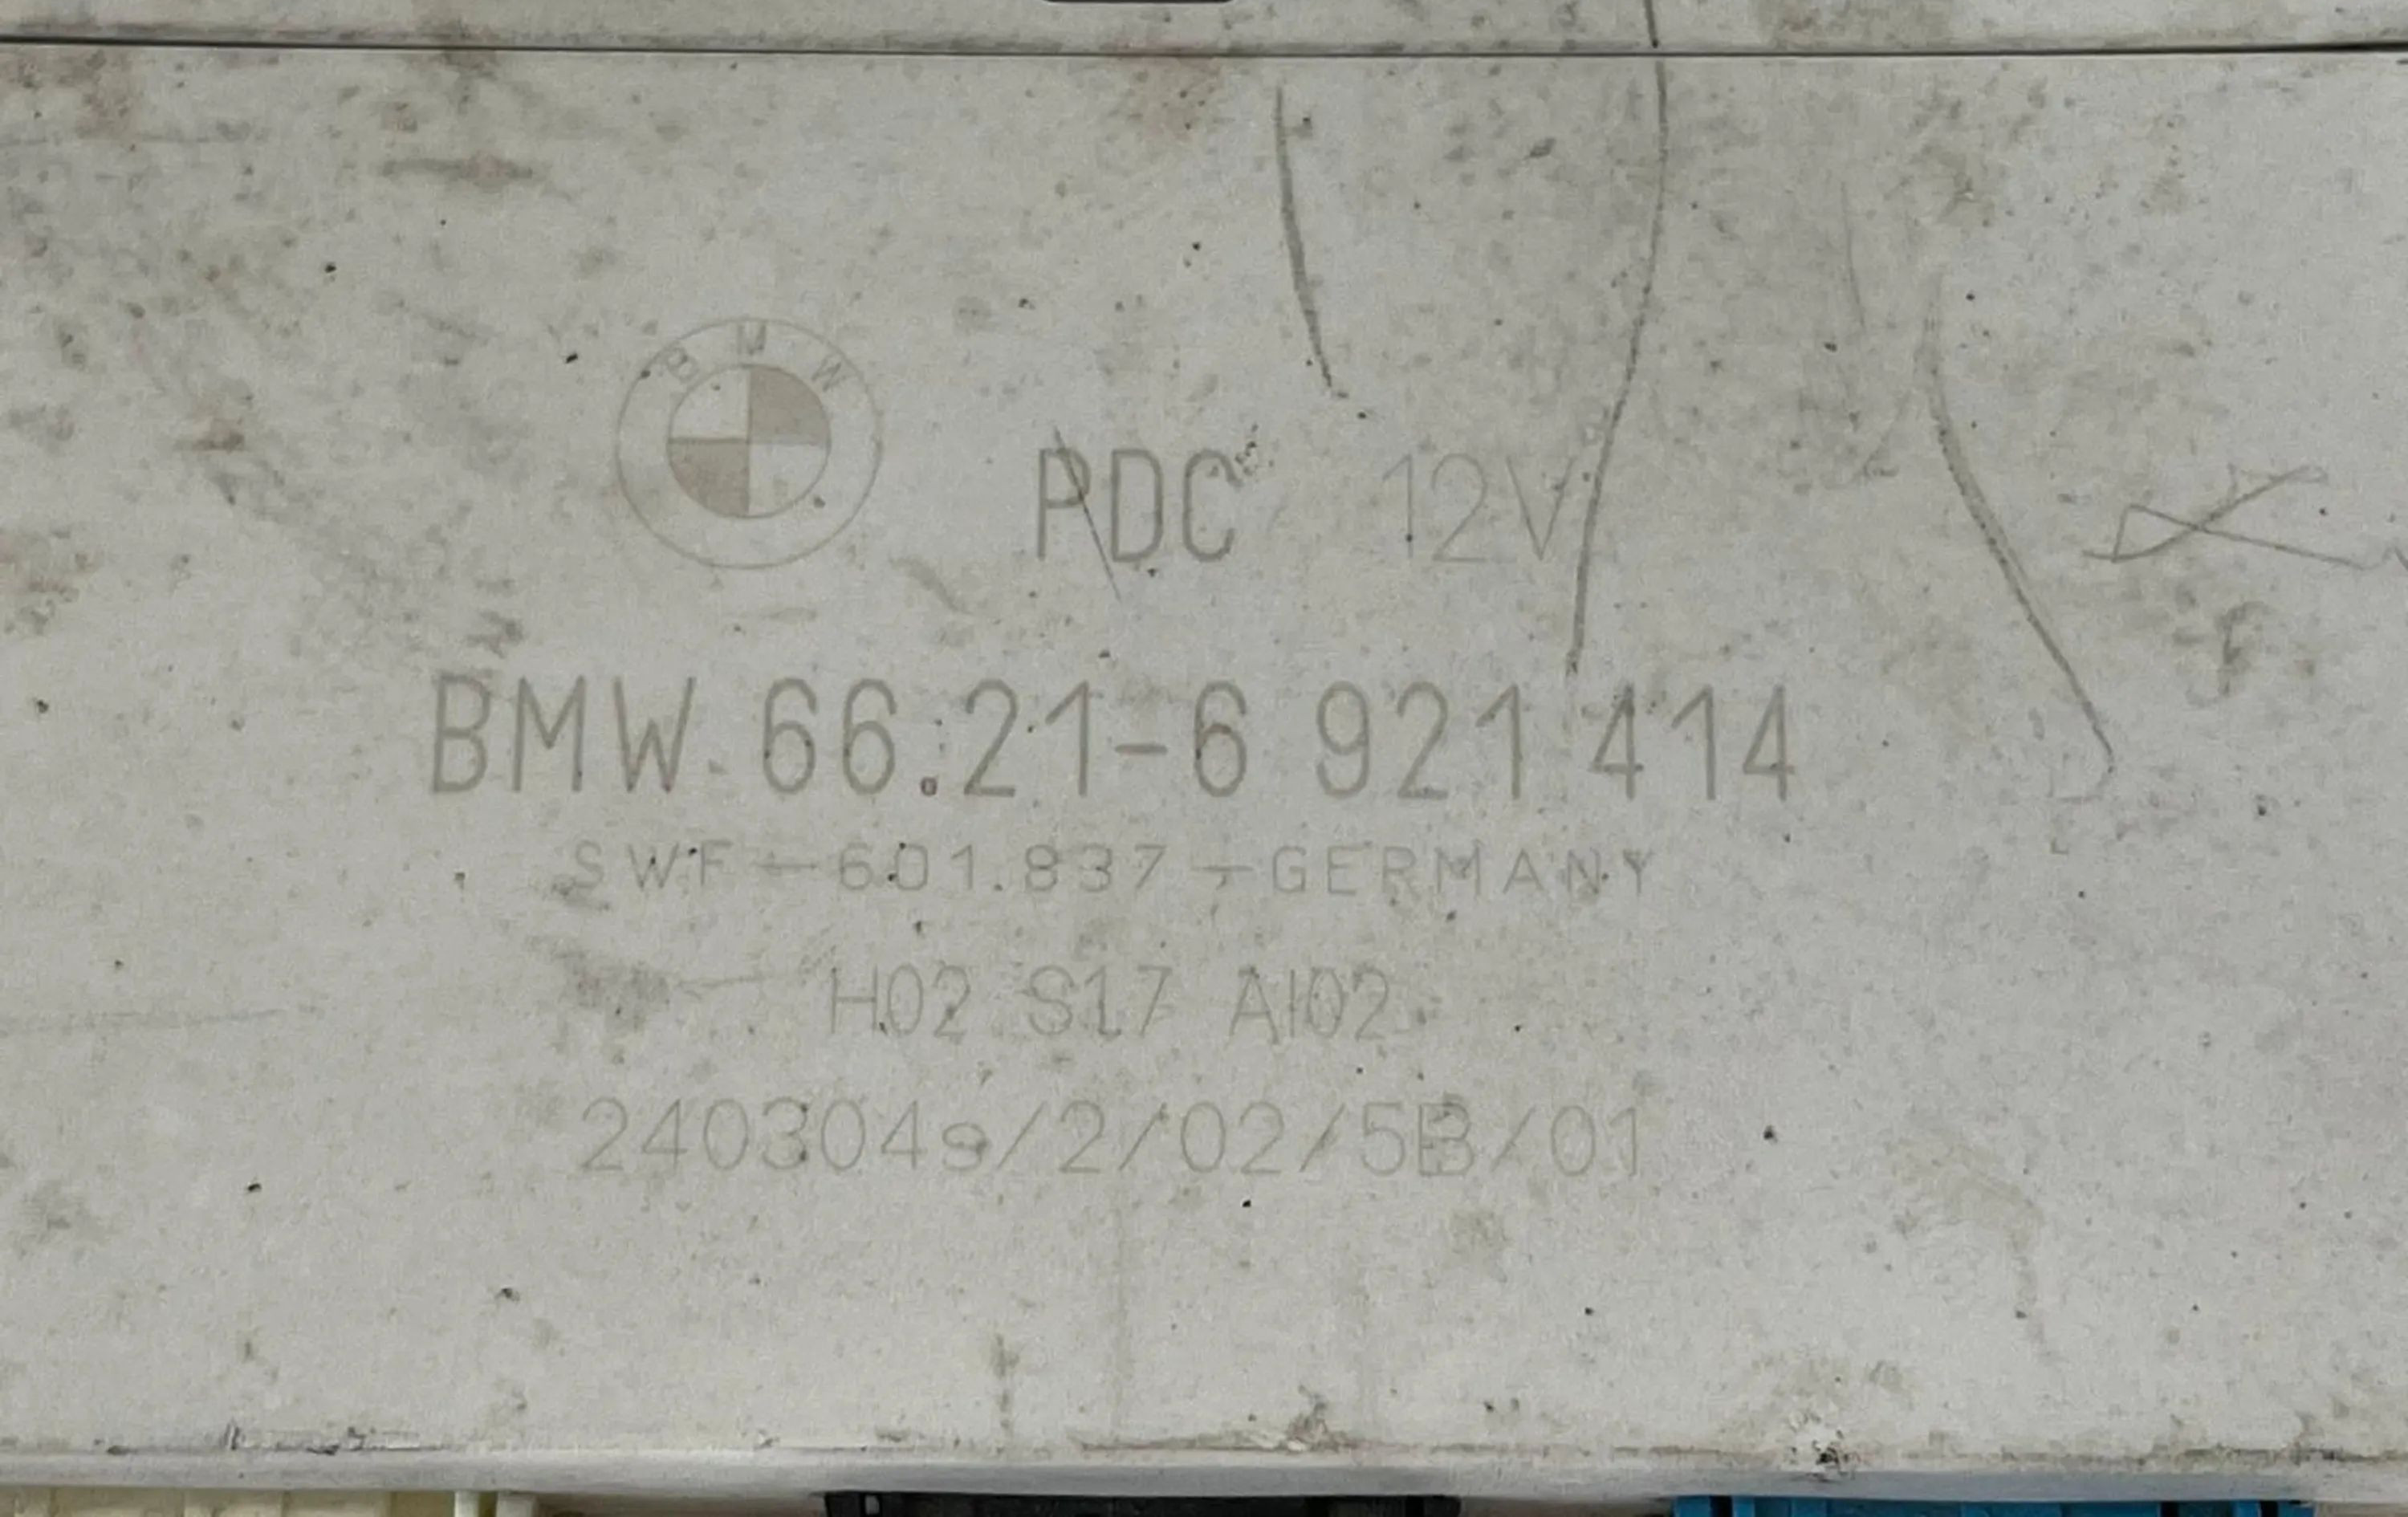 BMW
PDC 12V
BMW 66.21-6 921 414
SWF-601.837-GERMANY
H02 S17 AI02
240304s/2/02/5B/01